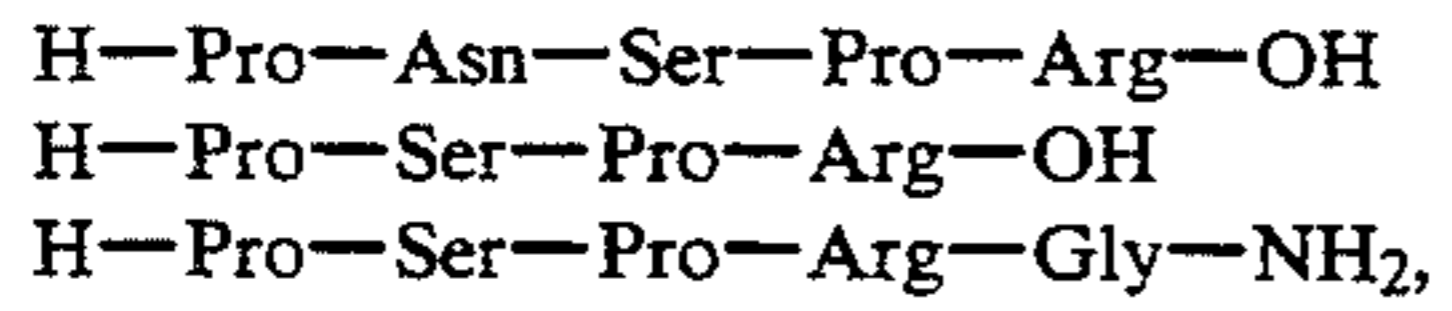 H—Pro—Asn—Ser—Pro—Arg—OH
H—Pro—Ser—Pro—Arg—OH
H—Pro—Ser—Pro—Arg—Gly—NH₂,